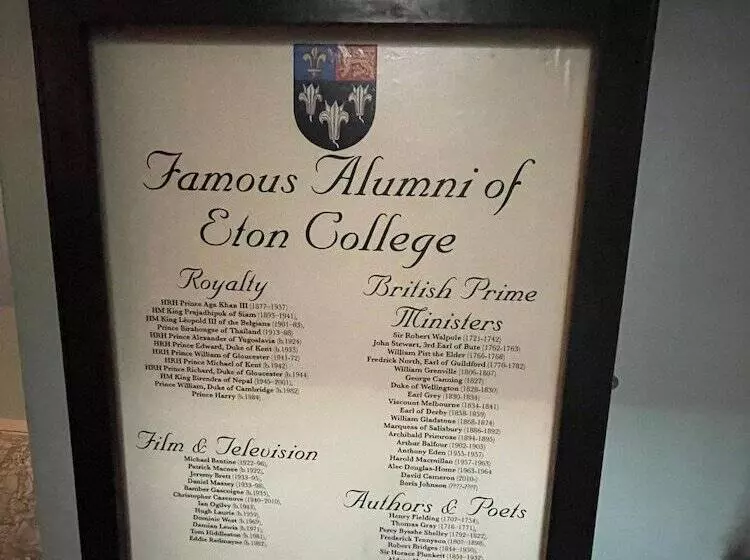 Famous Alumni of
Eton College
Royalty
HRH Prince Aga Khan III (1877-1957)
HM King Prajadhipok of Siam (1893-1941),
HM King Léopold III of the Belgians (1901-83),
Prince Birabongse of Thailand (1913-88)
HRH Prince Alexander of Yugoslavia (b.1924)
HRH Prince Edward, Duke of Kent (b.1935)
HRH Prince William of Gloucester (1941-72)
HRH Prince Michael of Kent (b.1942)
HRH Prince Richard, Duke of Gloucester (b.1944)
HM King Birendra of Nepal (1945-2001),
Prince William, Duke of Cambridge (b.1982)
Prince Harry (b.1984)
Film & Television
Michael Bentine (1922-96),
Patrick Macnee (b.1922),
Jeremy Brett (1933-95),
Daniel Massey (1933-98),
Bamber Gascoigne (b.1935),
Christopher Cazenove (1940-2010),
Ian Ogilvy (b.1943),
Hugh Laurie (b.1959),
Dominic West (b.1969),
Damian Lewis (b.1971),
Tom Hiddleston (b.1981),
Eddie Redmayne (b.1982),
British Prime
Ministers
Sir Robert Walpole (1721-1742)
John Stewart, 3rd Earl of Bute (1762-1763)
William Pitt the Elder (1766-1768)
Fredrick North, Earl of Guildford (1770-1782)
William Grenville (1806-1807)
George Canning (1827)
Duke of Wellington (1828-1830)
Earl Grey (1830-1834)
Viscount Melbourne (1834-1841)
Earl of Derby (1858-1859)
William Gladstone (1868-1874)
Marquess of Salisbury (1886-1892)
Archibald Primrose (1894-1895)
Arthur Balfour (1902-1905)
Anthony Eden (1955-1957)
Harold Macmillan (1957-1963)
Alec Douglas-Home (1963-1964
David Cameron (2010-)
Boris Johnson
Authors & Poets
Henry Fielding (1707-1754),
Thomas Gray (1716-1771),
Percy Bysshe Shelley (1792-1822),
Frederick Tennyson (1807-1898),
Robert Bridges (1844-1930),
Sir Horace Plunkett (1854-1932)